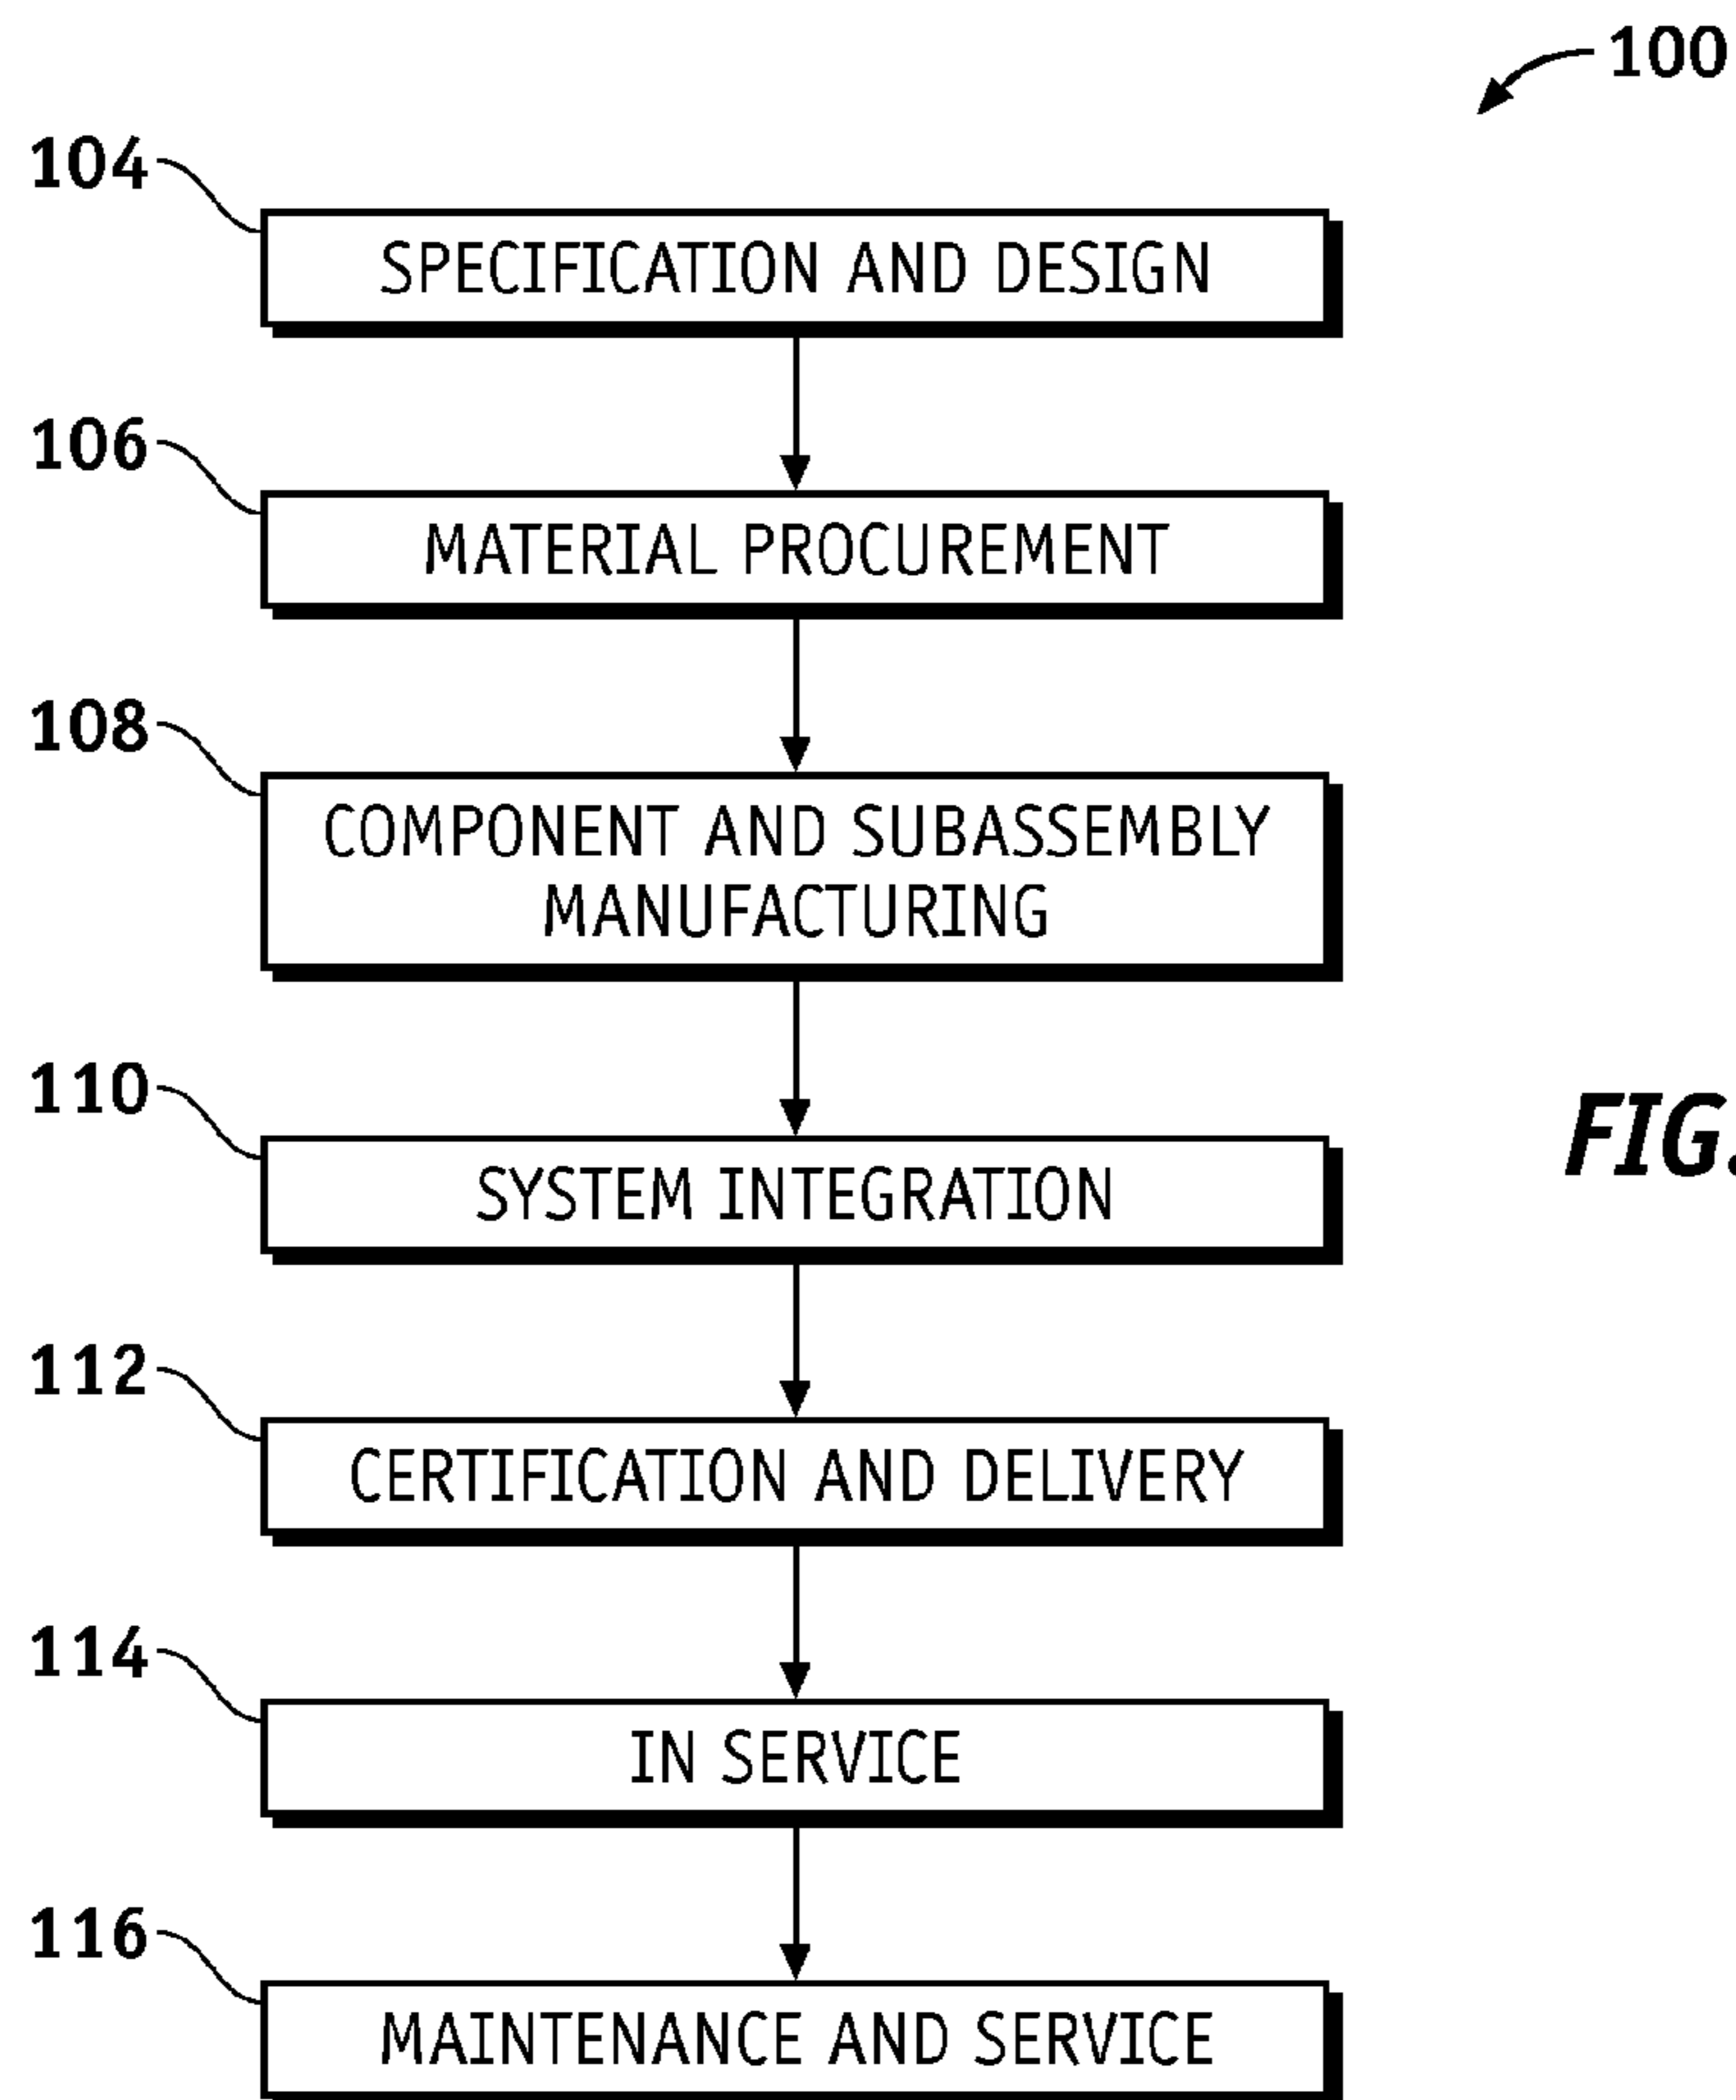 100
104
SPECIFICATION AND DESIGN
106
MATERIAL PROCUREMENT
108
COMPONENT AND SUBASSEMBLY
MANUFACTURING
110
SYSTEM INTEGRATION
FIG.
112
CERTIFICATION AND DELIVERY
114
IN SERVICE
116
MAINTENANCE AND SERVICE